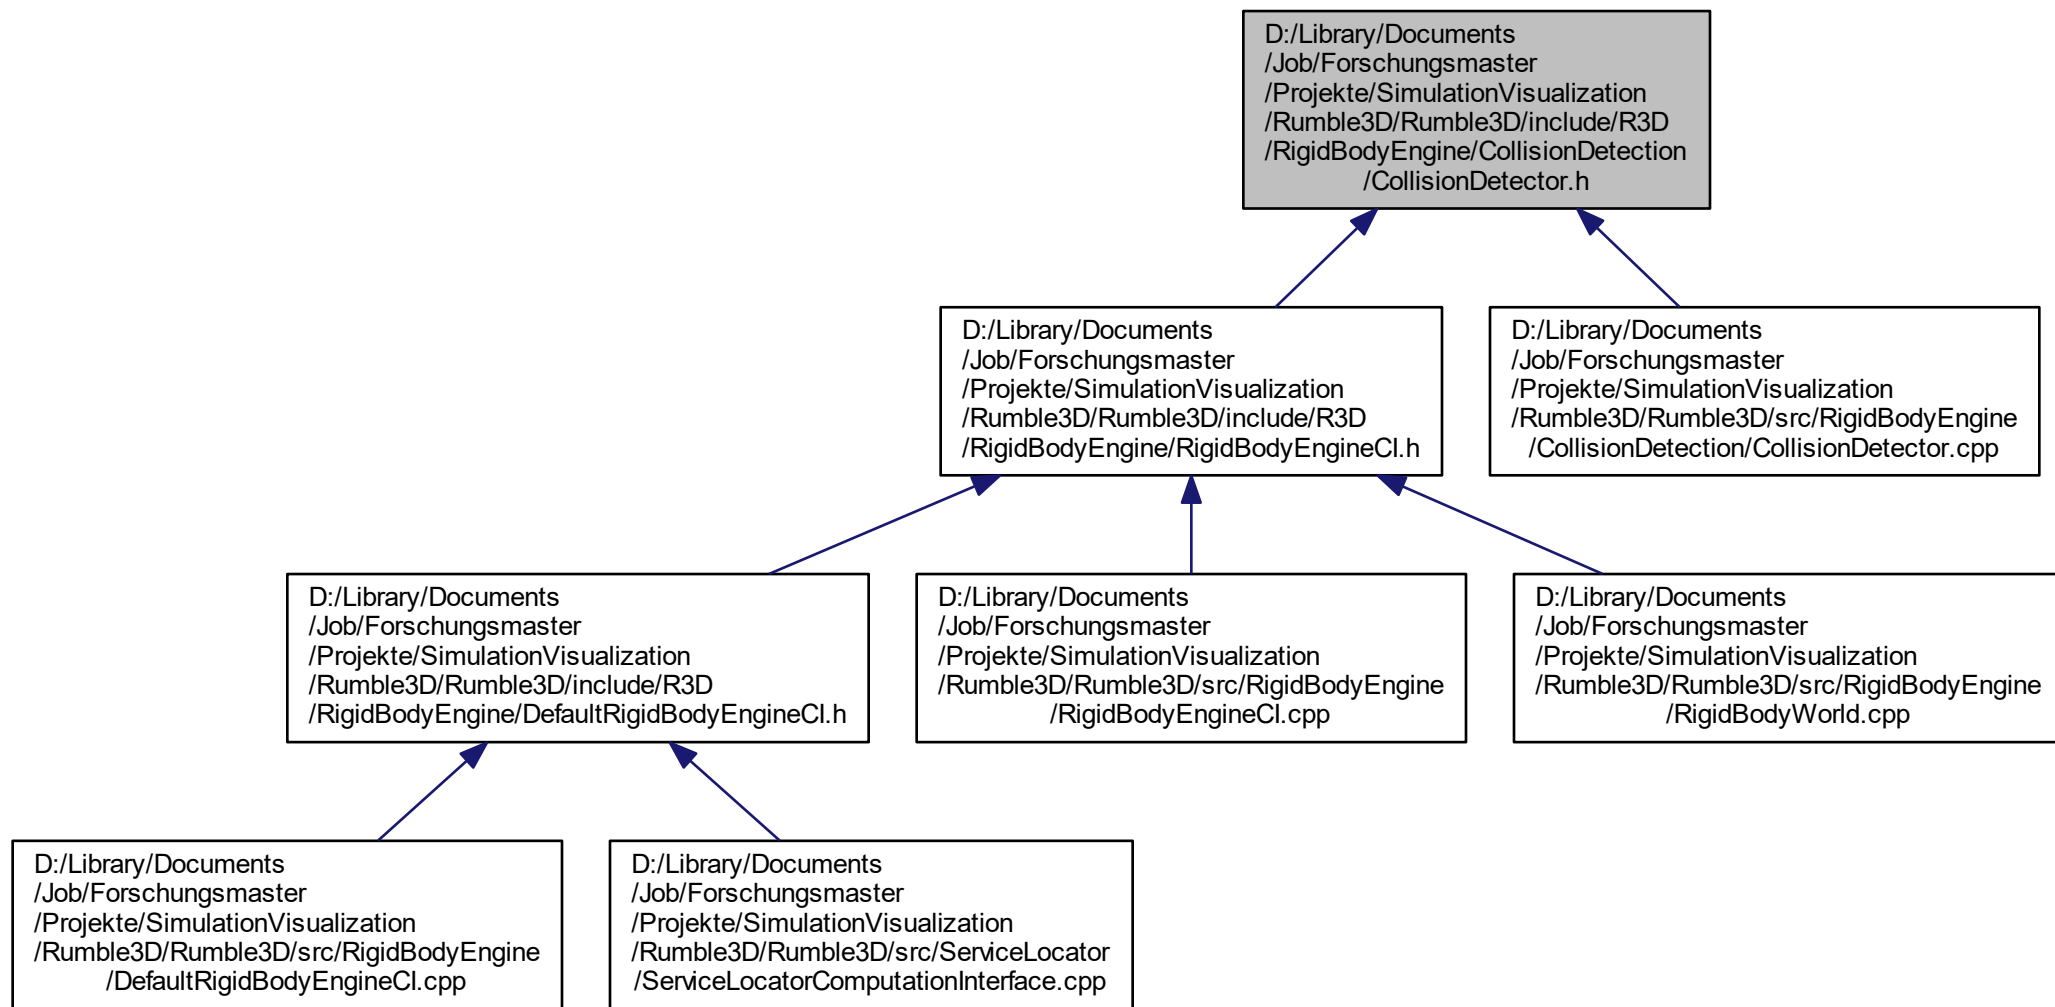 D:/Library/Documents
/Job/Forschungsmaster
/Projekte/SimulationVisualization
/Rumble3D/Rumble3D/include/R3D
/RigidBodyEngine/CollisionDetection
/CollisionDetector.h
D:/Library/Documents
/Job/Forschungsmaster
/Projekte/SimulationVisualization
/Rumble3D/Rumble3D/include/R3D
/RigidBodyEngine/RigidBodyEngineCI.h
D:/Library/Documents
/Job/Forschungsmaster
/Projekte/SimulationVisualization
/Rumble3D/Rumble3D/src/RigidBodyEngine
/CollisionDetection/CollisionDetector.cpp
D:/Library/Documents
/Job/Forschungsmaster
/Projekte/SimulationVisualization
/Rumble3D/Rumble3D/include/R3D
/RigidBodyEngine/DefaultRigidBodyEngineCI.h
D:/Library/Documents
/Job/Forschungsmaster
/Projekte/SimulationVisualization
/Rumble3D/Rumble3D/src/RigidBodyEngine
/RigidBodyEngineCI.cpp
D:/Library/Documents
/Job/Forschungsmaster
/Projekte/SimulationVisualization
/Rumble3D/Rumble3D/src/RigidBodyEngine
/RigidBodyWorld.cpp
D:/Library/Documents
/Job/Forschungsmaster
/Projekte/SimulationVisualization
/Rumble3D/Rumble3D/src/RigidBodyEngine
/DefaultRigidBodyEngineCI.cpp
D:/Library/Documents
/Job/Forschungsmaster
/Projekte/SimulationVisualization
/Rumble3D/Rumble3D/src/ServiceLocator
/ServiceLocatorComputationInterface.cpp